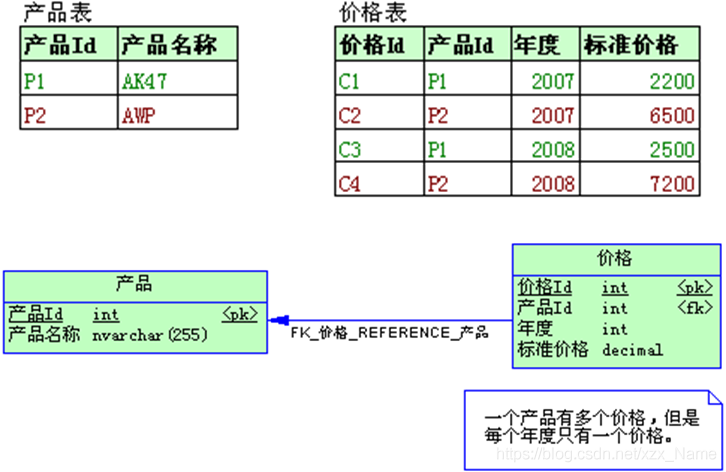 产品表
产品Id 产品名称
P1 AK47
P2 AWP
价格表
价格Id 产品Id 年度 标准价格
C1 P1 2007 2200
C2 P2 2007 6500
C3 P1 2008 2500
C4 P2 2008 7200
产品
产品Id int <pk>
产品名称 nvarchar(255)
FK_价格_REFERENCE_产品
价格
价格Id int <pk>
产品Id int <fk>
年度 int
标准价格 decimal
一个产品有多个价格，但是
每个年度只有一个价格。
https://blog.csdn.net/xzx_Name